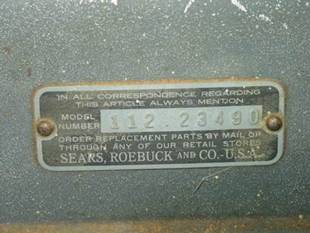 IN ALL CORRESPONDENCE REGARDING
THIS ARTICLE ALWAYS MENTION
MODEL NUMBER 112.23490
ORDER REPLACEMENT PARTS BY MAIL OR
THROUGH ANY OF OUR RETAIL STORES
SEARS, ROEBUCK AND CO.-U.S.A.